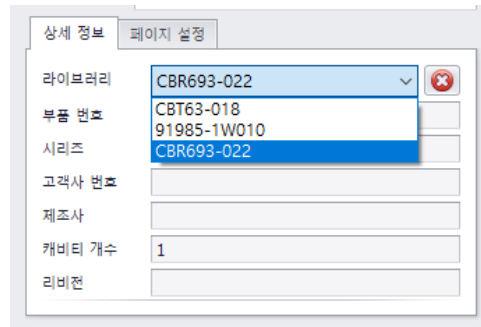 상세 정보 페이지 설정
라이브러리 CBR693-022
부품 번호 CBT63-018
91985-1W010
시리즈 CBR693-022
고객사 번호
제조사
캐비티 개수 1
리비전